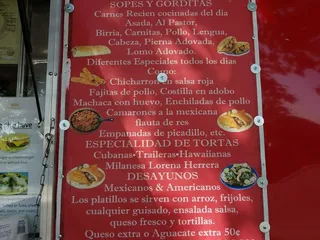 SOPES Y GORDITAS
Carnes Recien cocinadas del día
Asada, Al Pastor,
Birria, Carnitas, Pollo, Lengua,
Cabeza, Pierna Adovada,
Lomo Adovado.
Diferentes Especiales todos los días
Como:
Chicharron en salsa roja
Fajitas de pollo, Costilla en adobo
Machaca con huevo, Enchiladas de pollo
Camarones a la mexicana
flauta de res
Empanadas de picadillo, etc.
ESPECIALIDAD DE TORTAS
Cubanas•Traileras•Hawaiianas
Milanesa Lorena Herrera
DESAYUNOS
Mexicanos & Americanos
Los platillos se sirven con arroz, frijoles,
cualquier guisado, ensalada salsa,
queso fresco y tortillas.
Queso extra o Aguacate extra 50¢